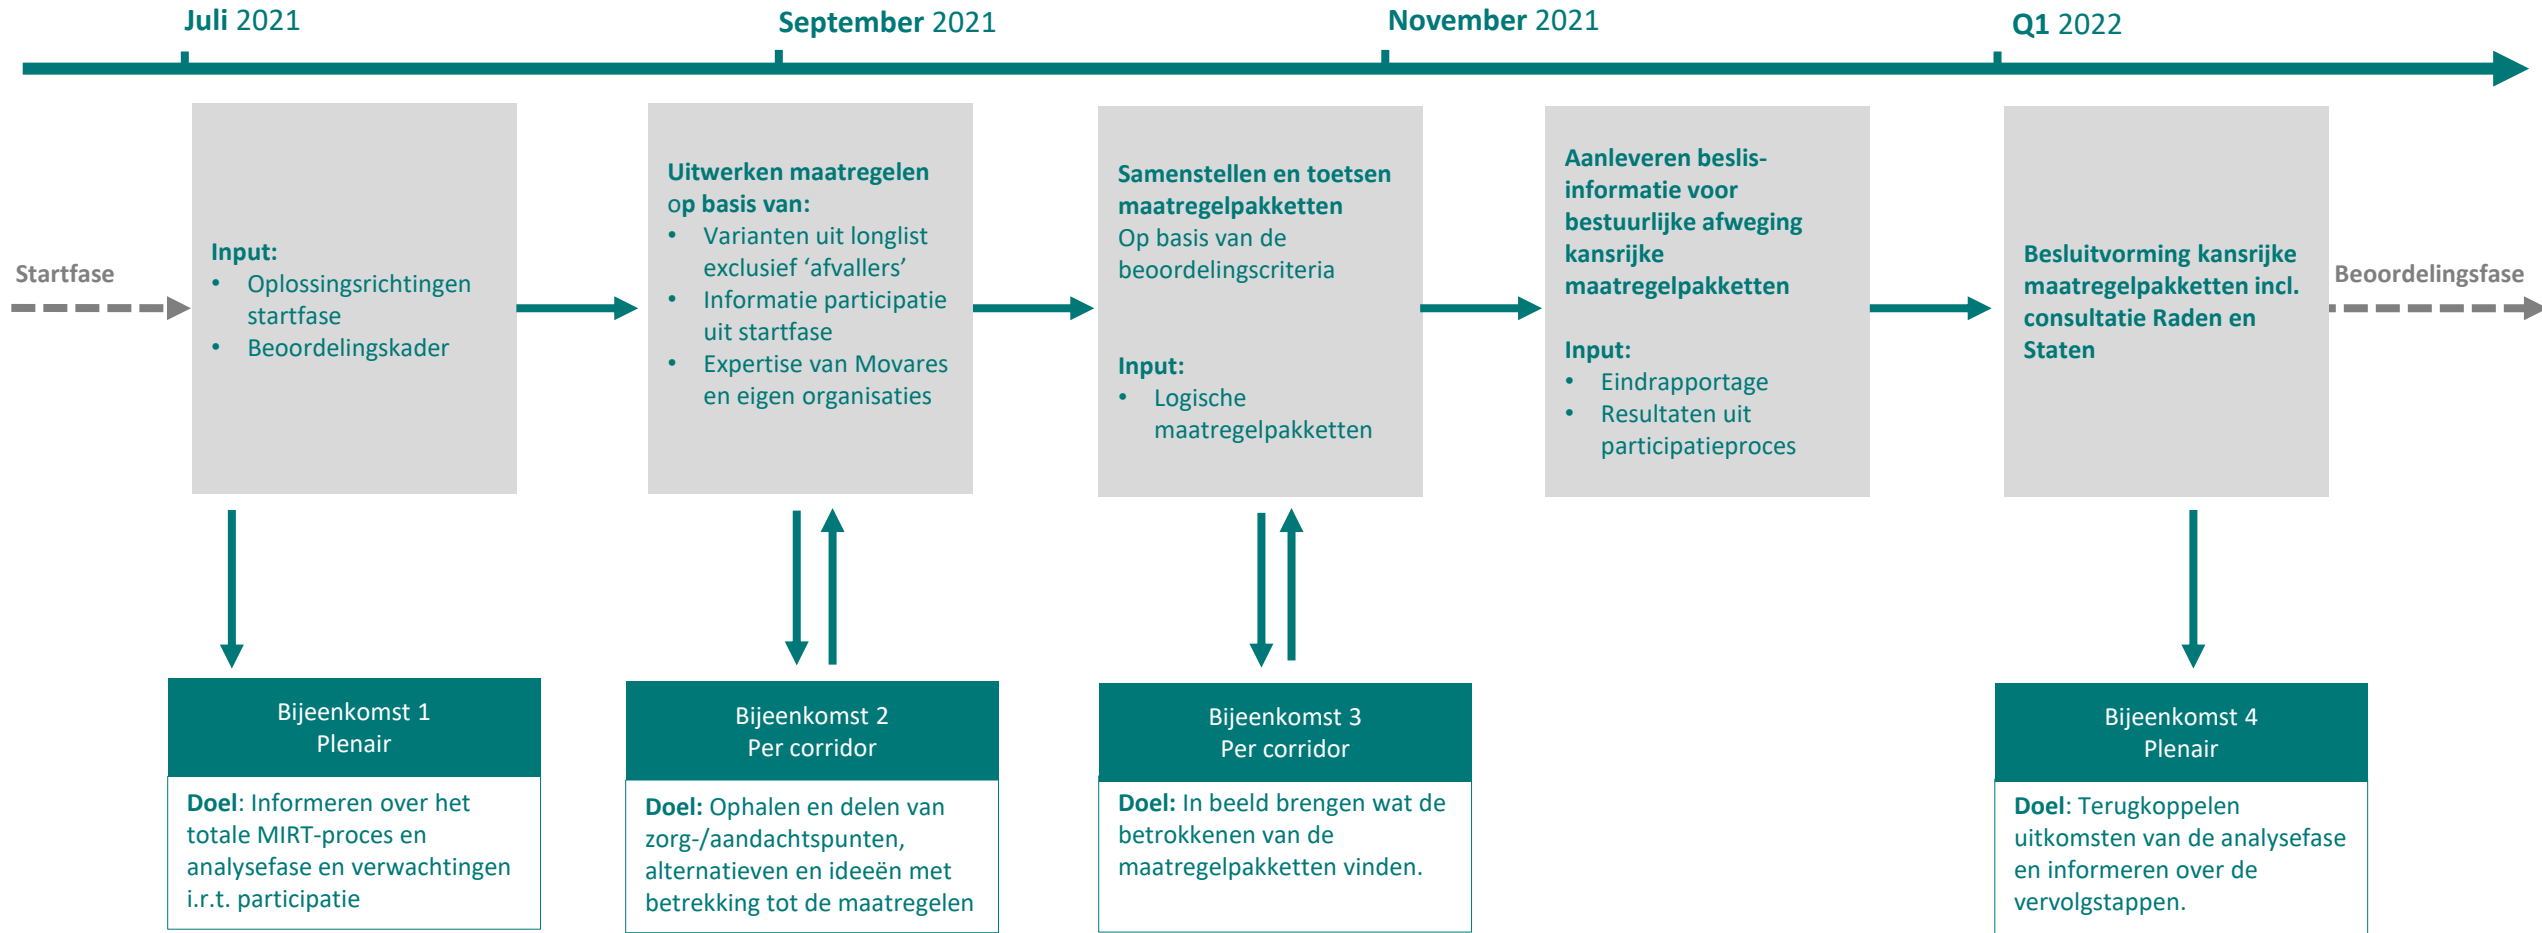 Juli 2021
September 2021
November 2021
Q1 2022
Startfase
Input:
• Oplossingsrichtingen
startfase
• Beoordelingskader
Uitwerken maatregelen
op basis van:
• Varianten uit longlist
exclusief ‘afvallers’
• Informatie participatie
uit startfase
• Expertise van Movares
en eigen organisaties
Samenstellen en toetsen
maatregelpakketten
Op basis van de
beoordelingscriteria
Input:
• Logische
maatregelpakketten
Aanleveren beslis-
informatie voor
bestuurlijke afweging
kansrijke
maatregelpakketten
Input:
• Eindrapportage
• Resultaten uit
participatieproces
Besluitvorming kansrijke
maatregelpakketten incl.
consultatie Raden en
Staten
Beoordelingsfase
Bijeenkomst 1
Plenair
Doel: Informeren over het
totale MIRT-proces en
analysefase en verwachtingen
i.r.t. participatie
Bijeenkomst 2
Per corridor
Doel: Ophalen en delen van
zorg-/aandachtspunten,
alternatieven en ideeën met
betrekking tot de maatregelen
Bijeenkomst 3
Per corridor
Doel: In beeld brengen wat de
betrokkenen van de
maatregelpakketten vinden.
Bijeenkomst 4
Plenair
Doel: Terugkoppelen
uitkomsten van de analysefase
en informeren over de
vervolgstappen.